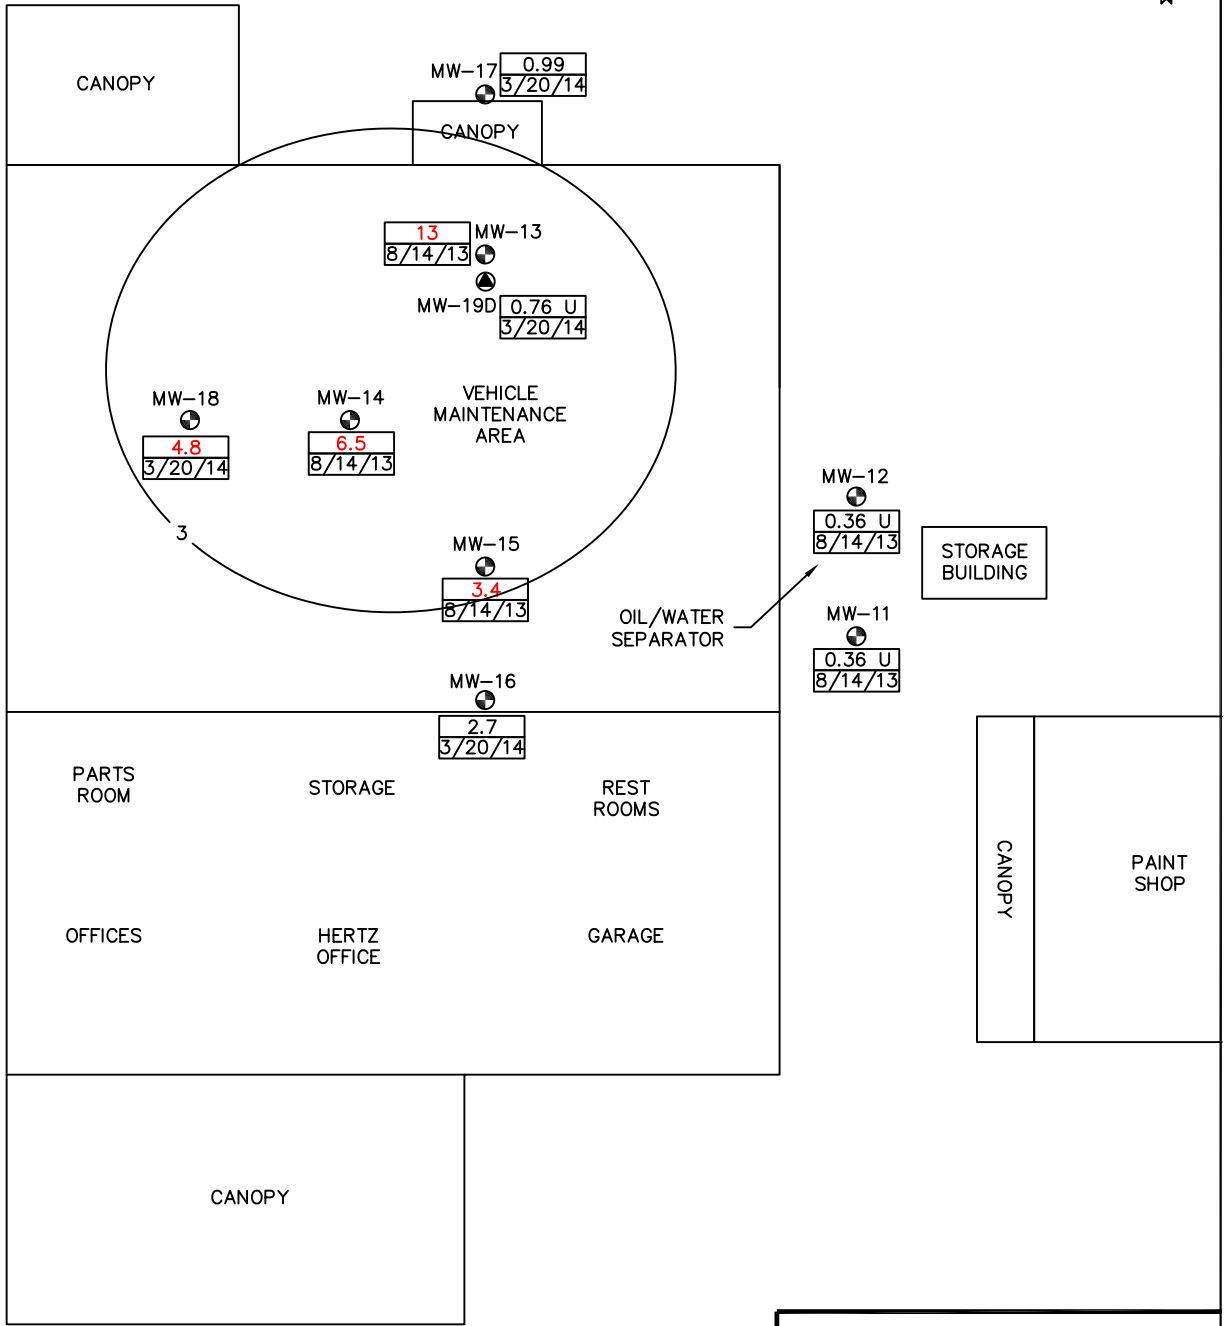 CANOPY
MW-17
0.99
3/20/14
CANOPY
13
8/14/13
MW-13
MW-19D
0.76 U
3/20/14
MW-18
4.8
3/20/14
MW-14
6.5
8/14/13
VEHICLE
MAINTENANCE
AREA
3
MW-15
3.4
8/14/13
MW-12
0.36 U
8/14/13
STORAGE
BUILDING
OIL/WATER
SEPARATOR
MW-11
0.36 U
8/14/13
MW-16
2.7
3/20/14
PARTS
ROOM
STORAGE
REST
ROOMS
CANOPY
PAINT
SHOP
OFFICES
HERTZ
OFFICE
GARAGE
CANOPY